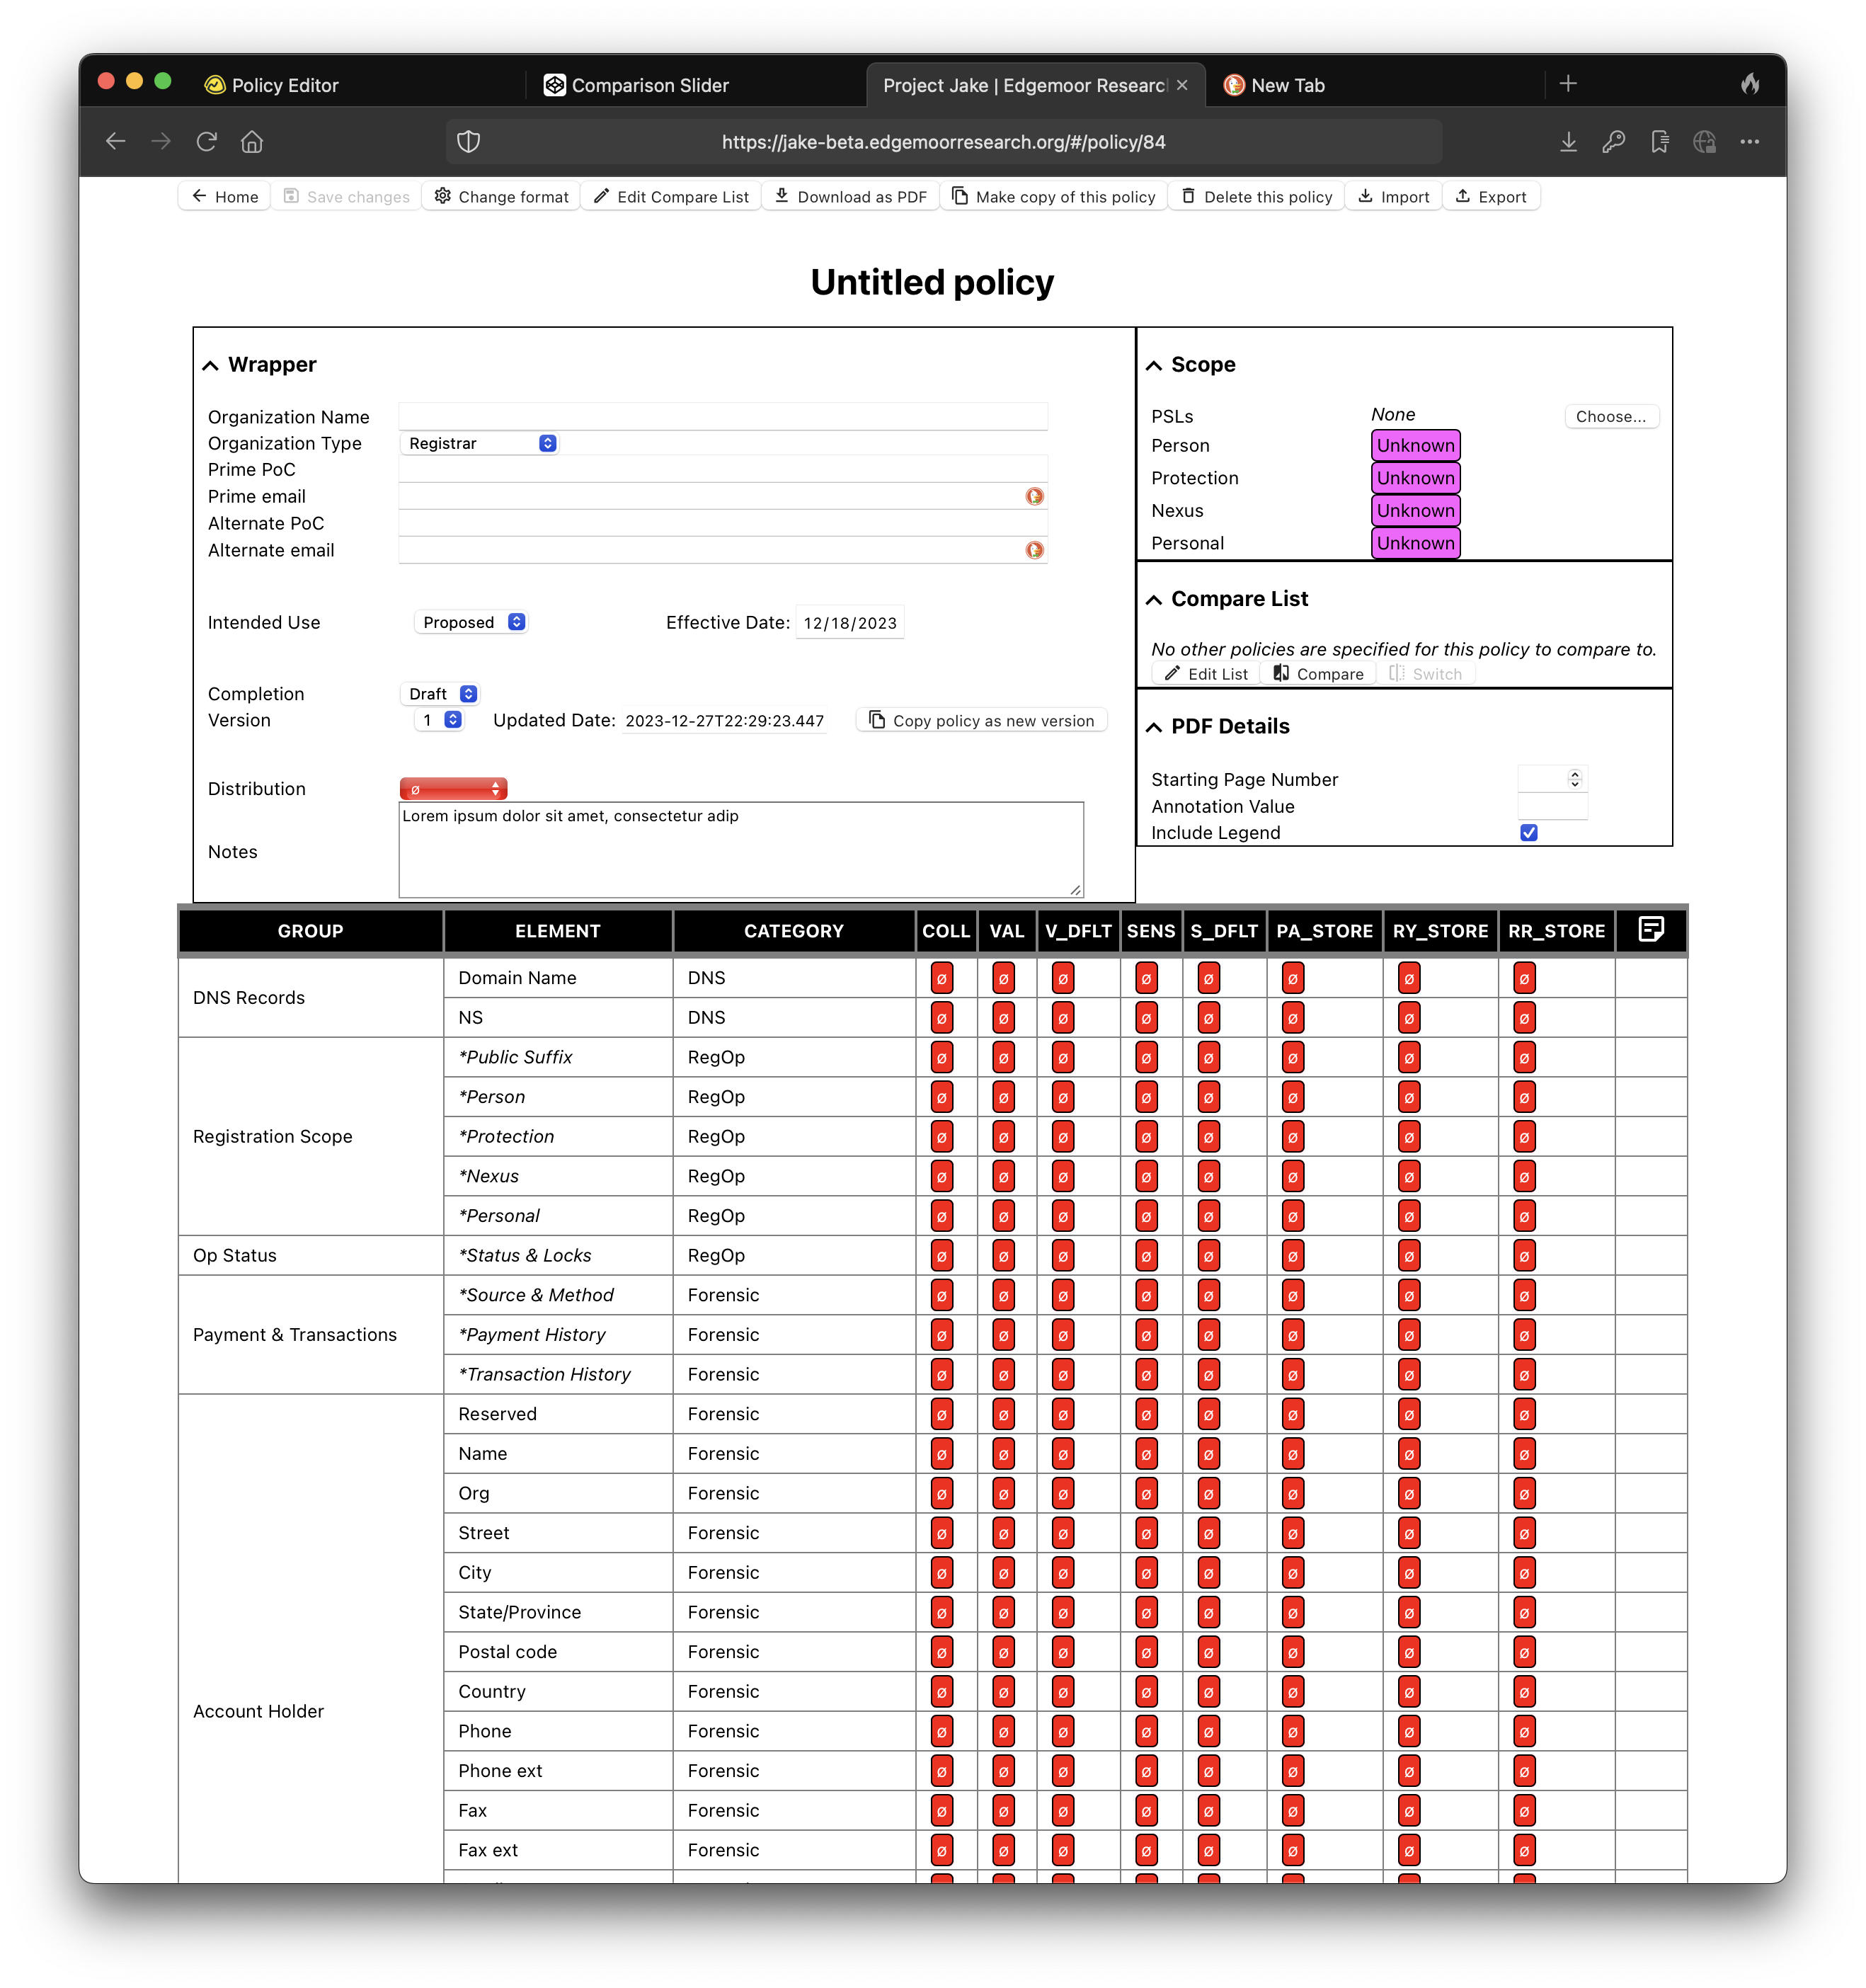 Policy Editor
Comparison Slider
Project Jake | Edgemoor Researc
New Tab
https://jake-beta.edgemoorresearch.org/#/policy/84
Home Save changes Change format Edit Compare List Download as PDF Make copy of this policy Delete this policy Import Export
Untitled policy
Wrapper
Organization Name
Organization Type Registrar
Prime PoC
Prime email
Alternate PoC
Alternate email
Intended Use Proposed Effective Date: 12/18/2023
Completion Draft
Version 1 Updated Date: 2023-12-27T22:29:23.447 Copy policy as new version
Distribution ø
Notes Lorem ipsum dolor sit amet, consectetur adip
Scope
PSLs None Choose...
Person Unknown
Protection Unknown
Nexus Unknown
Personal Unknown
Compare List
No other policies are specified for this policy to compare to.
Edit List Compare Switch
PDF Details
Starting Page Number
Annotation Value
Include Legend
GROUP ELEMENT CATEGORY COLL VAL V_DFLT SENS S_DFLT PA_STORE RY_STORE RR_STORE
DNS Records
Domain Name DNS ø ø ø ø ø ø ø ø
NS DNS ø ø ø ø ø ø ø ø
Registration Scope
*Public Suffix RegOp ø ø ø ø ø ø ø ø
*Person RegOp ø ø ø ø ø ø ø ø
*Protection RegOp ø ø ø ø ø ø ø ø
*Nexus RegOp ø ø ø ø ø ø ø ø
*Personal RegOp ø ø ø ø ø ø ø ø
Op Status *Status & Locks RegOp ø ø ø ø ø ø ø ø
Payment & Transactions
*Source & Method Forensic ø ø ø ø ø ø ø ø
*Payment History Forensic ø ø ø ø ø ø ø ø
*Transaction History Forensic ø ø ø ø ø ø ø ø
Account Holder
Reserved Forensic ø ø ø ø ø ø ø ø
Name Forensic ø ø ø ø ø ø ø ø
Org Forensic ø ø ø ø ø ø ø ø
Street Forensic ø ø ø ø ø ø ø ø
City Forensic ø ø ø ø ø ø ø ø
State/Province Forensic ø ø ø ø ø ø ø ø
Postal code Forensic ø ø ø ø ø ø ø ø
Country Forensic ø ø ø ø ø ø ø ø
Phone Forensic ø ø ø ø ø ø ø ø
Phone ext Forensic ø ø ø ø ø ø ø ø
Fax Forensic ø ø ø ø ø ø ø ø
Fax ext Forensic ø ø ø ø ø ø ø ø